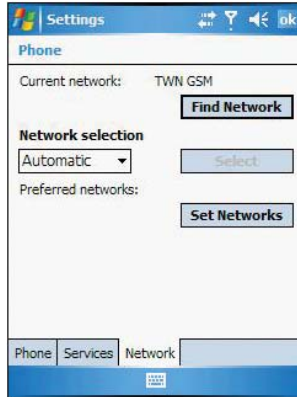 Settings
ok
Phone
Current network: TWN GSM
Find Network
Network selection
Automatic
Select
Preferred networks:
Set Networks
Phone Services Network